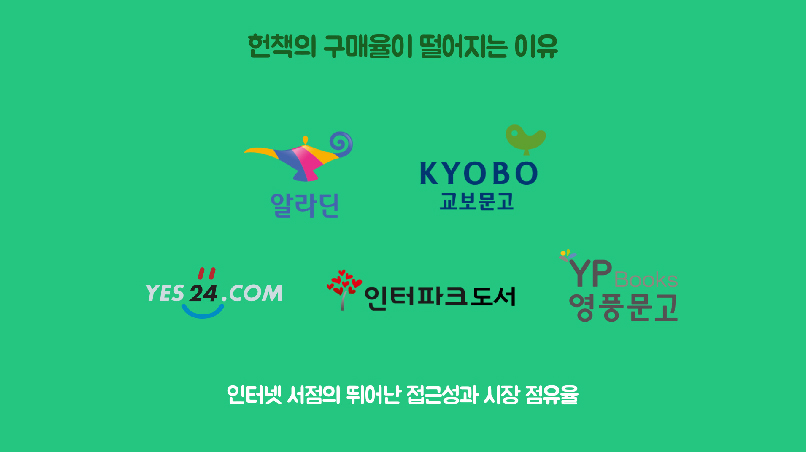 헌책의 구매율이 떨어지는 이유
알라딘
KYOBO
교보문고
YES24.COM
인터파크도서
YP Books
영풍문고
인터넷 서점의 뛰어난 접근성과 시장 점유율